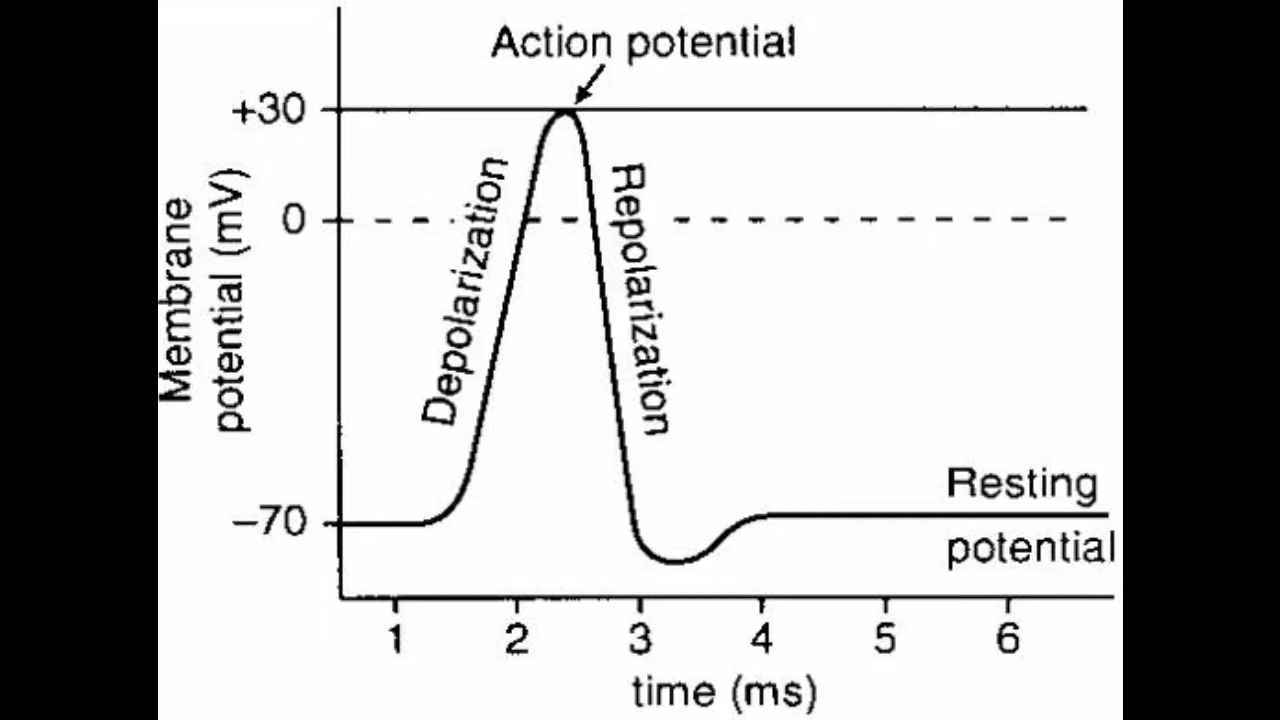 Action potential
+30
0
−70
Membrane
potential (mV)
Depolarization
Repolarization
Resting
potential
1 2 3 4 5 6
time (ms)